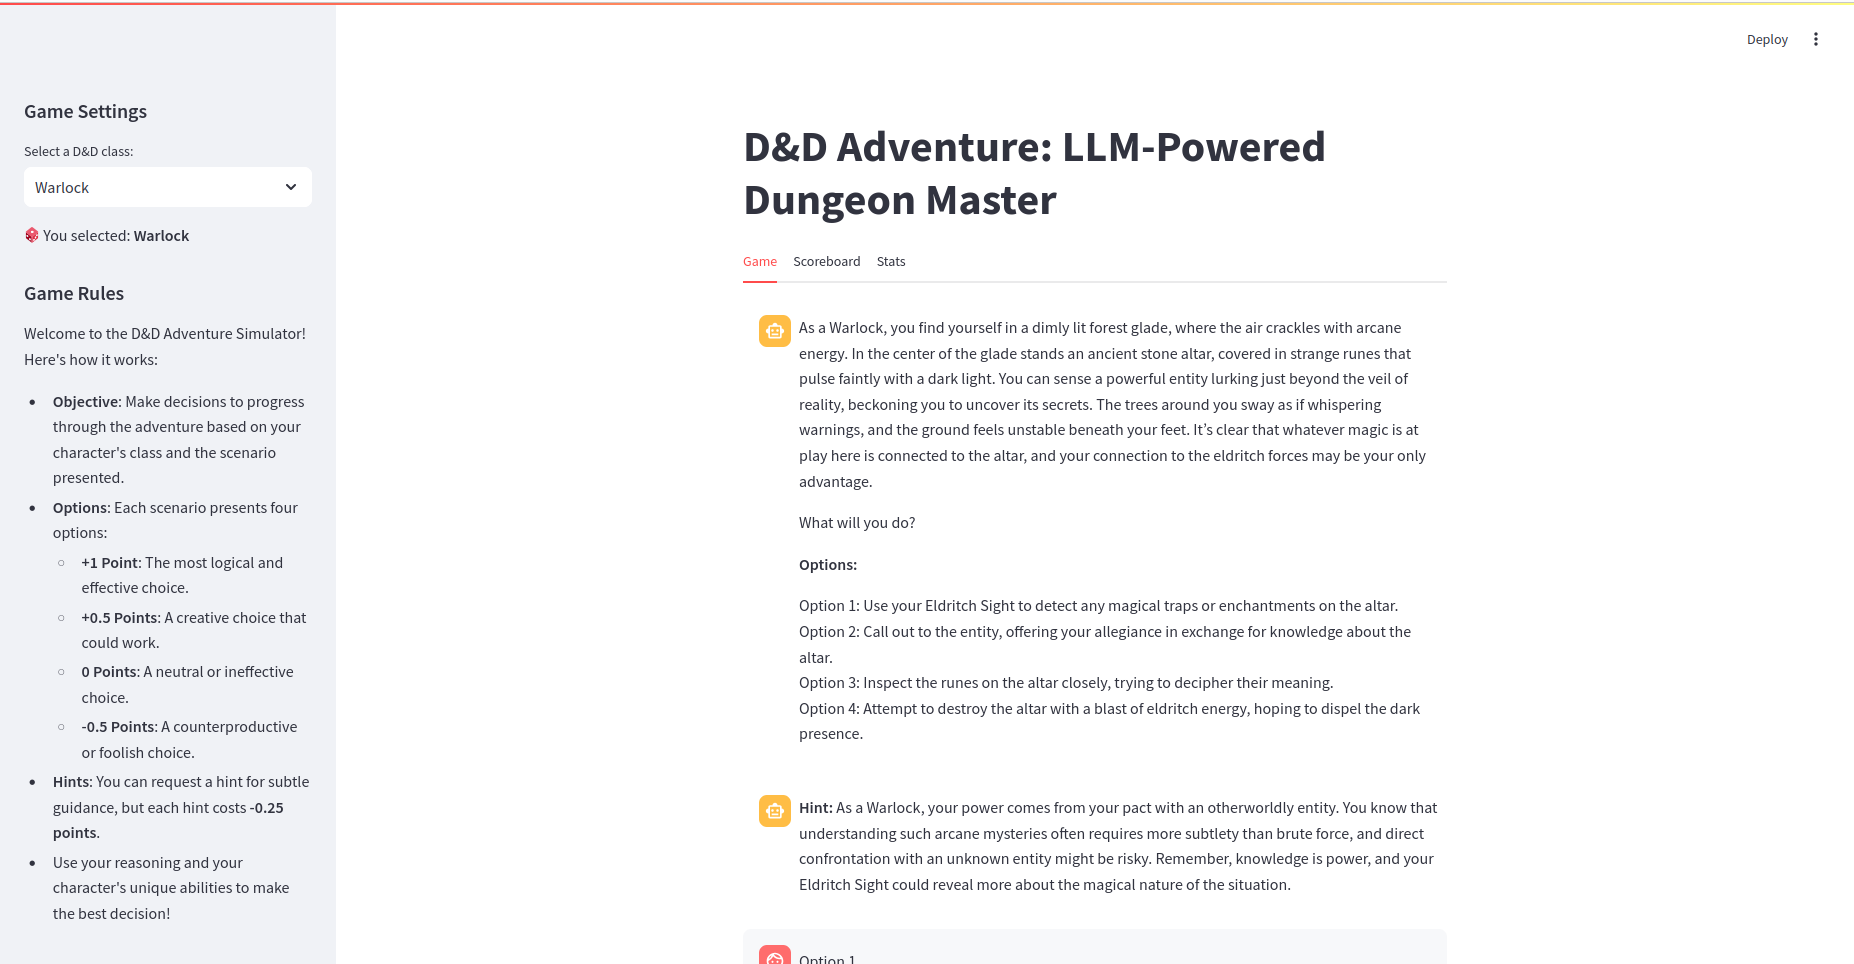 Deploy
Game Settings
Select a D&D class:
Warlock
You selected: Warlock
Game Rules
Welcome to the D&D Adventure Simulator!
Here's how it works:
Objective: Make decisions to progress
through the adventure based on your
character's class and the scenario
presented.
Options: Each scenario presents four
options:
+1 Point: The most logical and
effective choice.
+0.5 Points: A creative choice that
could work.
0 Points: A neutral or ineffective
choice.
-0.5 Points: A counterproductive
or foolish choice.
Hints: You can request a hint for subtle
guidance, but each hint costs -0.25
points.
Use your reasoning and your
character's unique abilities to make
the best decision!
D&D Adventure: LLM-Powered
Dungeon Master
Game Scoreboard Stats
As a Warlock, you find yourself in a dimly lit forest glade, where the air crackles with arcane
energy. In the center of the glade stands an ancient stone altar, covered in strange runes that
pulse faintly with a dark light. You can sense a powerful entity lurking just beyond the veil of
reality, beckoning you to uncover its secrets. The trees around you sway as if whispering
warnings, and the ground feels unstable beneath your feet. It’s clear that whatever magic is at
play here is connected to the altar, and your connection to the eldritch forces may be your only
advantage.
What will you do?
Options:
Option 1: Use your Eldritch Sight to detect any magical traps or enchantments on the altar.
Option 2: Call out to the entity, offering your allegiance in exchange for knowledge about the
altar.
Option 3: Inspect the runes on the altar closely, trying to decipher their meaning.
Option 4: Attempt to destroy the altar with a blast of eldritch energy, hoping to dispel the dark
presence.
Hint: As a Warlock, your power comes from your pact with an otherworldly entity. You know that
understanding such arcane mysteries often requires more subtlety than brute force, and direct
confrontation with an unknown entity might be risky. Remember, knowledge is power, and your
Eldritch Sight could reveal more about the magical nature of the situation.
Option 1